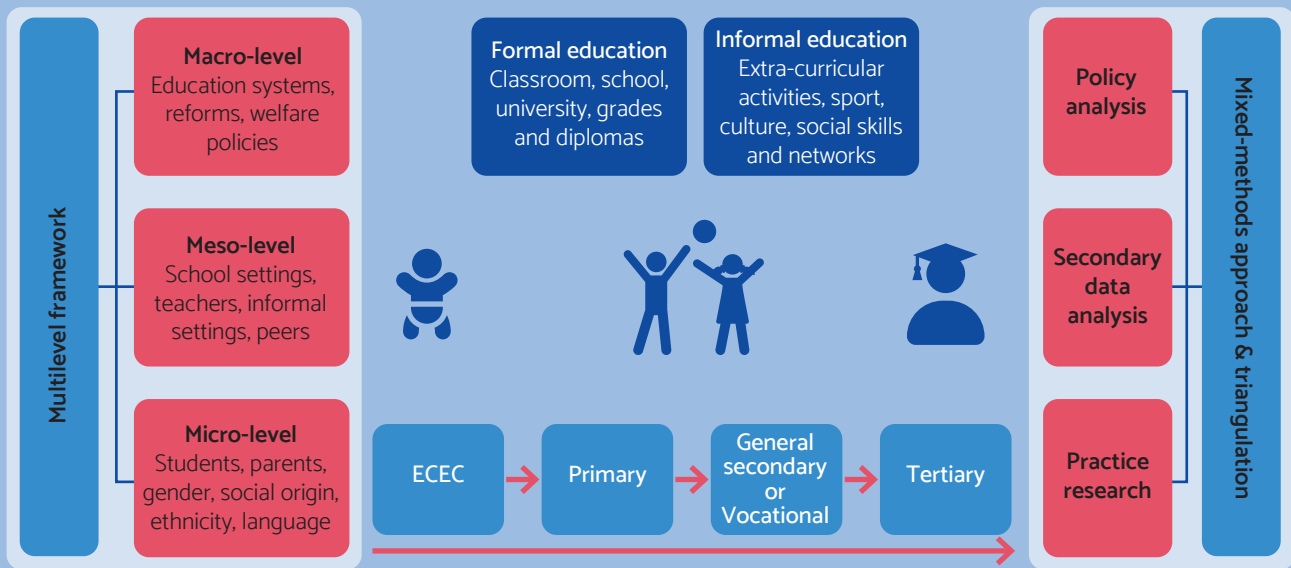 Multilevel framework
Macro-level
Education systems,
reforms, welfare
policies
Meso-level
School settings,
teachers, informal
settings, peers
Micro-level
Students, parents,
gender, social origin,
ethnicity, language
Formal education
Classroom, school,
university, grades
and diplomas
Informal education
Extra-curricular
activities, sport,
culture, social skills
and networks
ECEC
Primary
General
secondary
or
Vocational
Tertiary
Policy
analysis
Secondary
data
analysis
Practice
research
Mixed-methods approach & triangulation